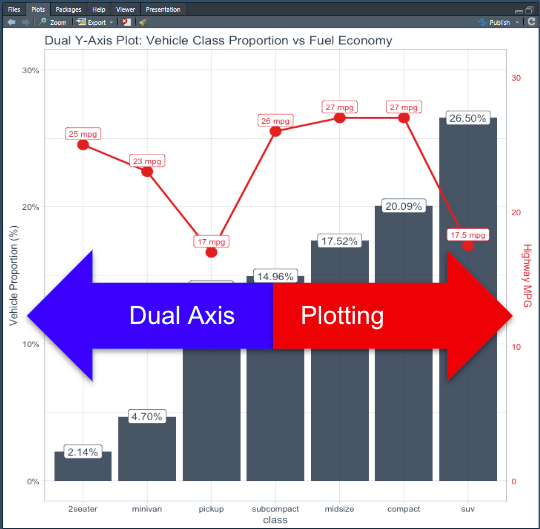 Files Plots Packages Help Viewer Presentation
Zoom Export Publish
Dual Y-Axis Plot: Vehicle Class Proportion vs Fuel Economy
30%
20%
10%
0%
Vehicle Proportion (%)
25 mpg
23 mpg
17 mpg
26 mpg
27 mpg
27 mpg
17.5 mpg
26.50%
20.09%
17.52%
14.96%
4.70%
2.14%
Dual Axis Plotting
30
20
10
0
Highway MPG
2seater minivan pickup subcompact midsize compact suv
class